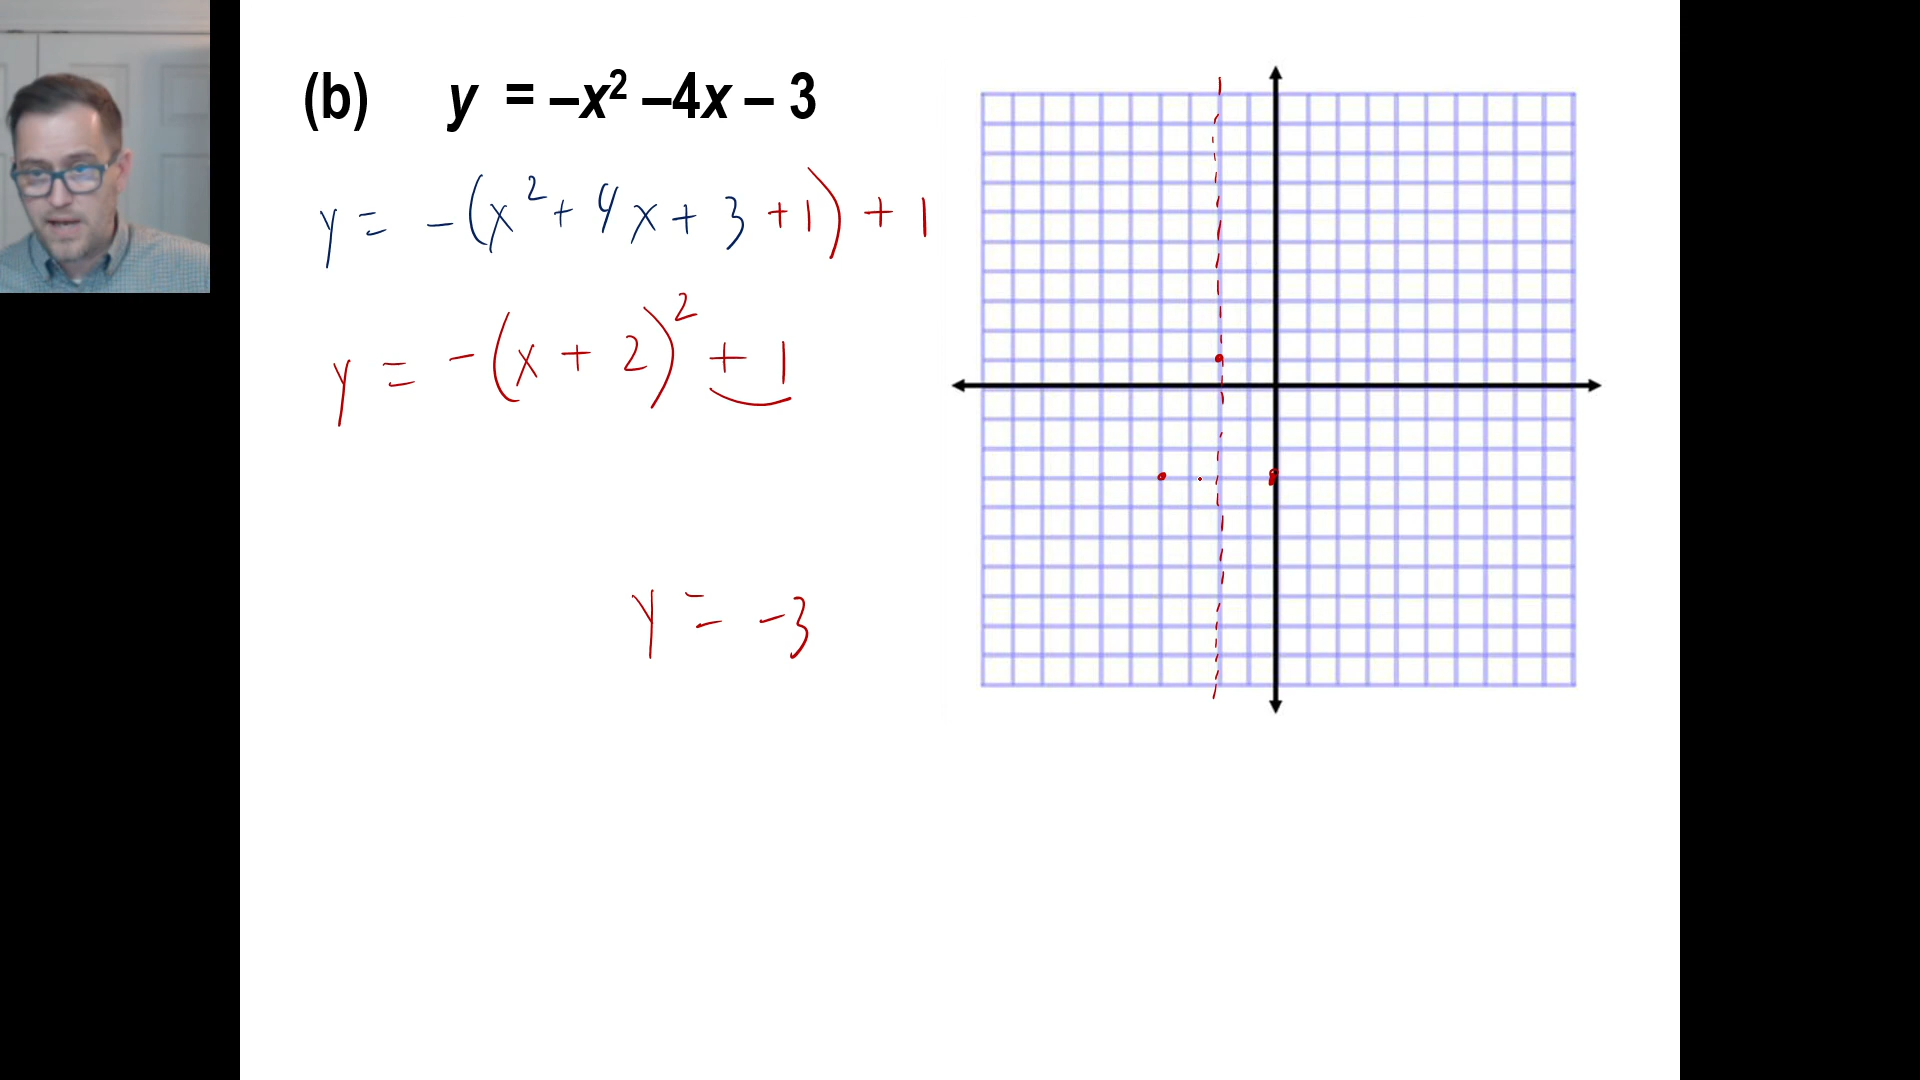 (b) y = –x² –4x – 3
y = -(x² + 4x + 3 + 1) + 1
y = -(x + 2)² + 1
y = -3